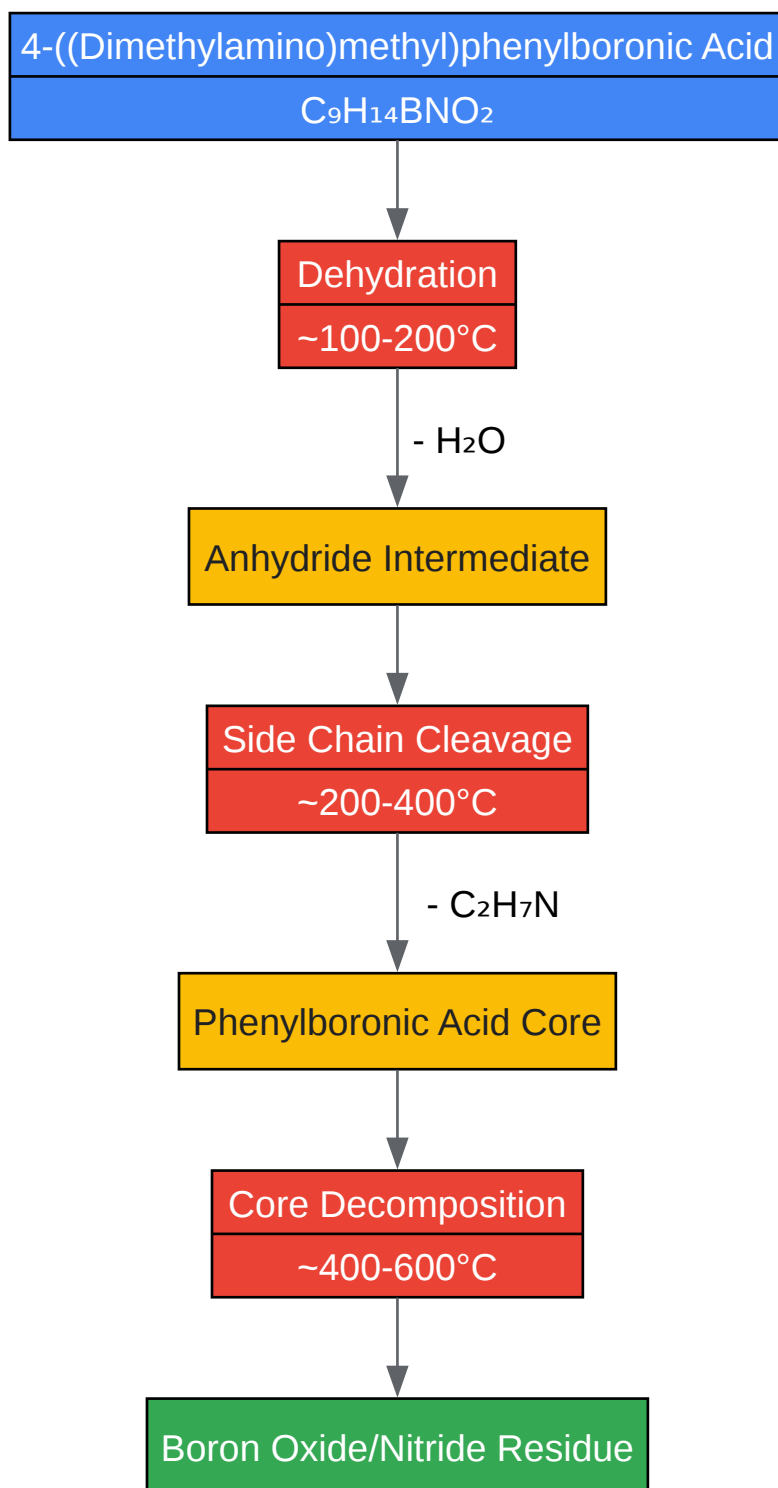 4-((Dimethylamino)methyl)phenylboronic Acid
C₉H₁₄BNO₂
Dehydration
~100-200°C
- H₂O
Anhydride Intermediate
Side Chain Cleavage
~200-400°C
- C₂H₇N
Phenylboronic Acid Core
Core Decomposition
~400-600°C
Boron Oxide/Nitride Residue